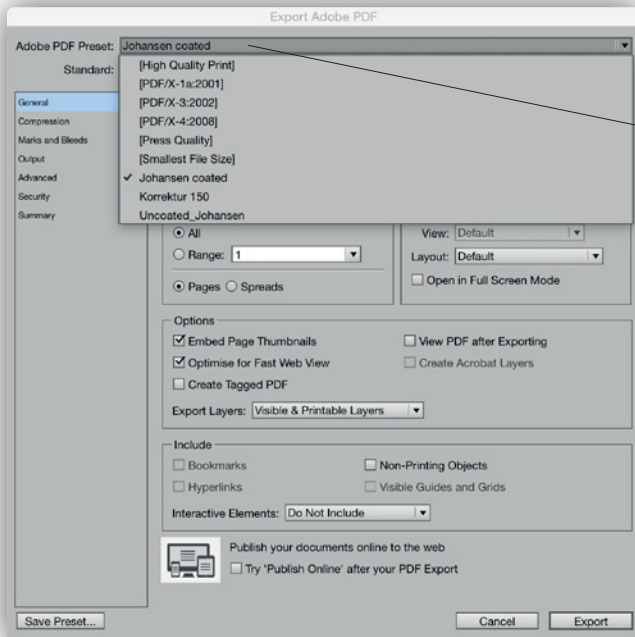 Export Adobe PDF
Adobe PDF Preset: Johansen coated
Standard:
[High Quality Print]
[PDF/X-1a:2001]
[PDF/X-3:2002]
[PDF/X-4:2008]
[Press Quality]
[Smallest File Size]
Johansen coated
Korrektur 150
Uncoated_Johansen
General
Compression
Marks and Bleeds
Output
Advanced
Security
Summary
All
Range: 1
Pages Spreads
View: Default
Layout: Default
Open in Full Screen Mode
Options
Embed Page Thumbnails View PDF after Exporting
Optimise for Fast Web View Create Acrobat Layers
Create Tagged PDF
Export Layers: Visible & Printable Layers
Include
Bookmarks Non-Printing Objects
Hyperlinks Visible Guides and Grids
Interactive Elements: Do Not Include
Publish your documents online to the web
Try 'Publish Online' after your PDF Export
Save Preset... Cancel Export